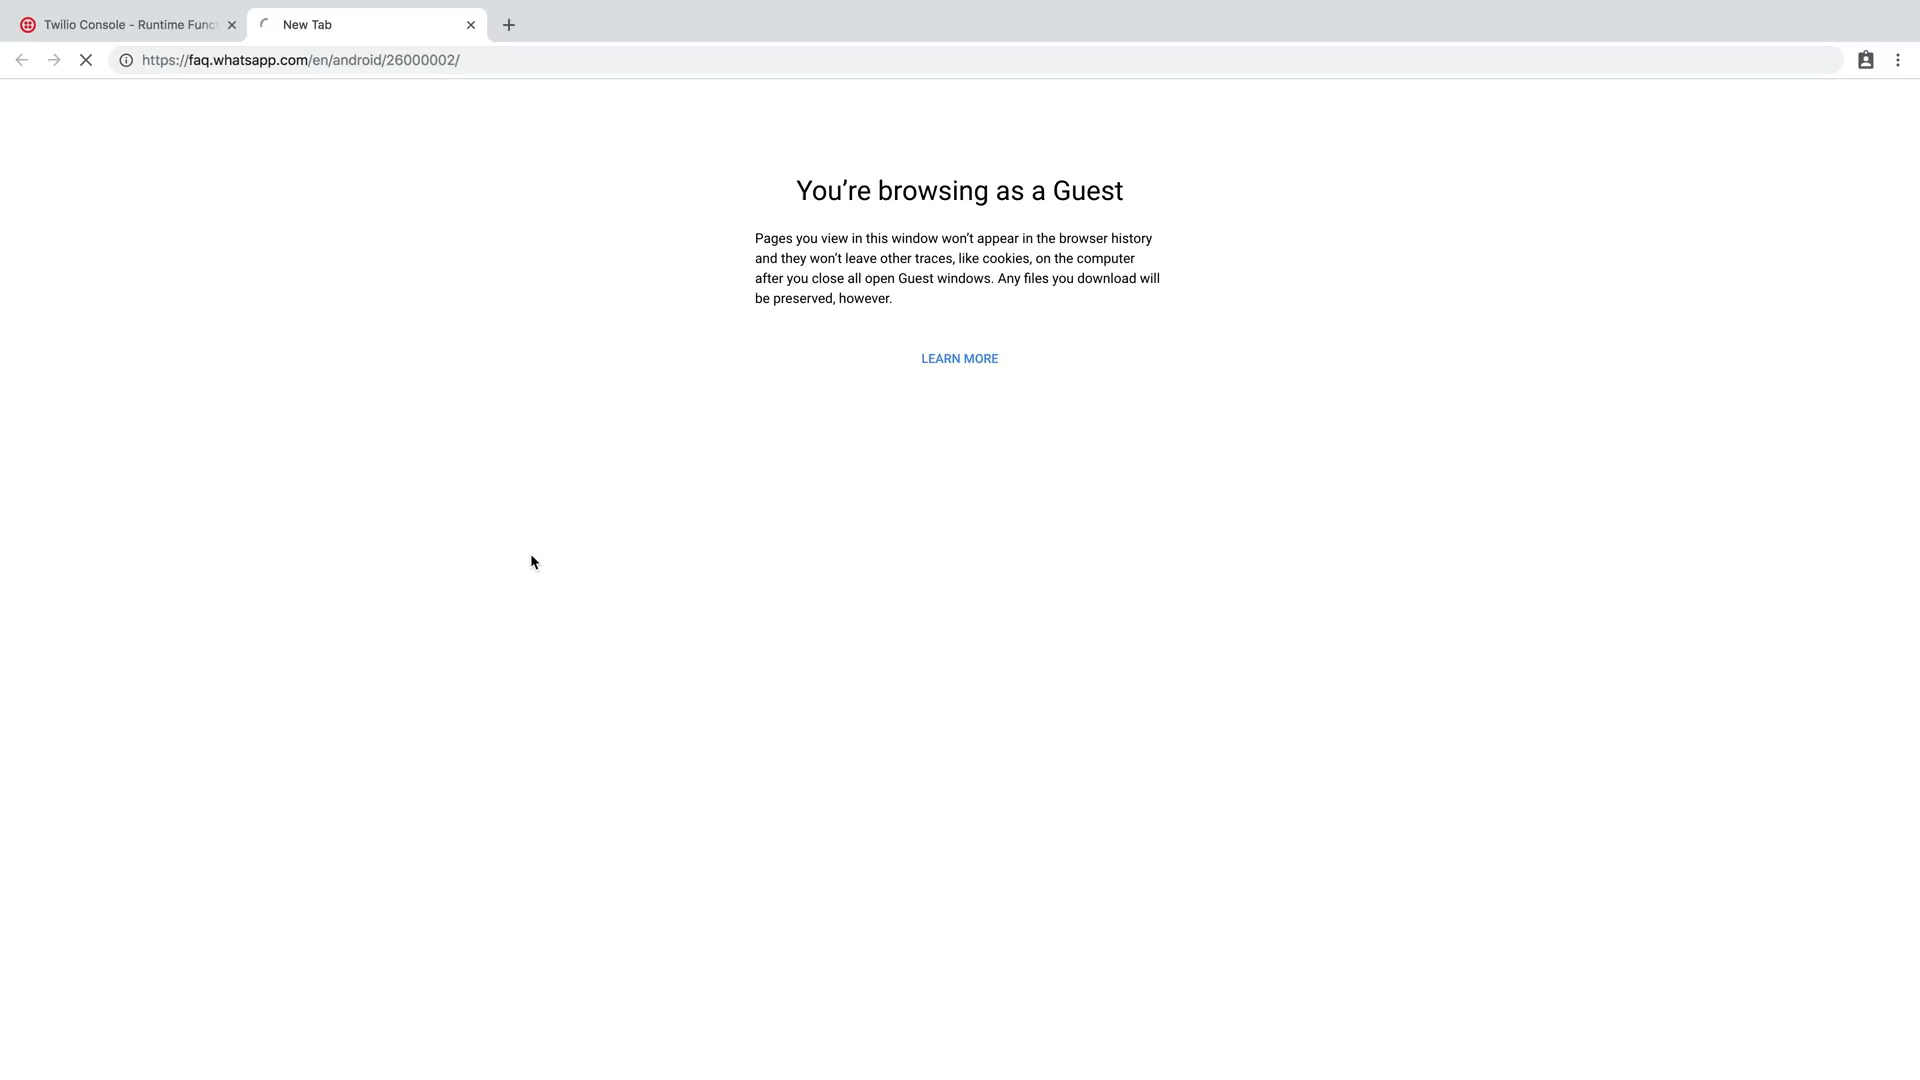 Twilio Console - Runtime Func
New Tab
https://faq.whatsapp.com/en/android/26000002/
You’re browsing as a Guest
Pages you view in this window won’t appear in the browser history
and they won’t leave other traces, like cookies, on the computer
after you close all open Guest windows. Any files you download will
be preserved, however.
LEARN MORE